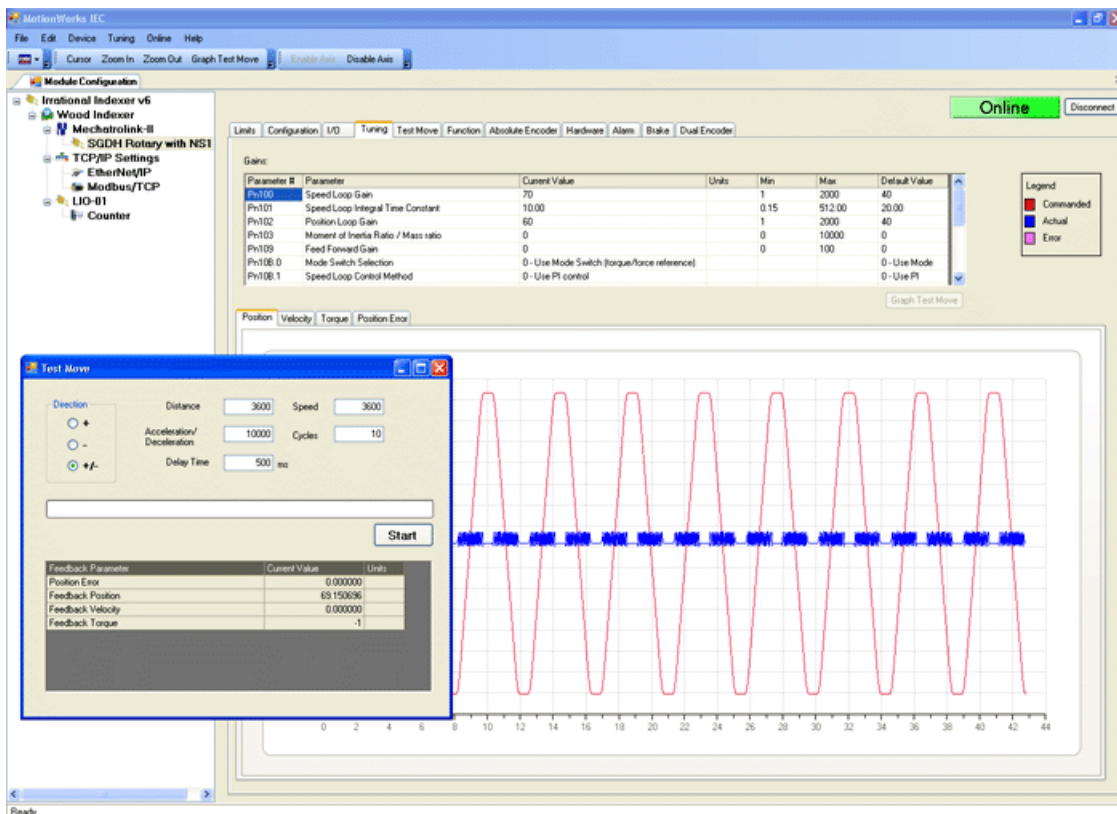 MotionWorks IEC
File Edit Device Tuning Online Help
Cursor Zoom In Zoom Out Graph Test Move Enable Axis Disable Axis
Module Configuration
Irrational Indexer v6
Wood Indexer
Mechatrolink-II
SGDH Rotary with NS1
TCP/IP Settings
EtherNet/IP
Modbus/TCP
LIO-01
Counter
Online Disconnect
Limits Configuration I/O Tuning Test Move Function Absolute Encoder Hardware Alarm Brake Dual Encoder
Gains:
Parameter # Parameter Current Value Units Min Max Default Value
Pn100 Speed Loop Gain 70 1 2000 40
Pn101 Speed Loop Integral Time Constant 10.00 0.15 512.00 20.00
Pn102 Position Loop Gain 60 1 2000 40
Pn103 Moment of Inertia Ratio / Mass ratio 0 0 10000 0
Pn109 Feed Forward Gain 0 0 100 0
Pn10B.0 Mode Switch Selection 0 - Use Mode Switch (torque/force reference) 0 - Use Mode
Pn10B.1 Speed Loop Control Method 0 - Use PI control 0 - Use PI
Legend
Commanded
Actual
Error
Graph Test Move
Position Velocity Torque Position Error
Test Move
Direction
+
-
+/-
Distance 3600 Speed 3600
Acceleration/
Deceleration 10000 Cycles 10
Delay Time 500 ms
Start
Feedback Parameter Current Value Units
Position Error 0.000000
Feedback Position 69.150696
Feedback Velocity 0.000000
Feedback Torque -1
0 2 4 6 8 10 12 14 16 18 20 22 24 26 28 30 32 34 36 38 40 42 44
Ready